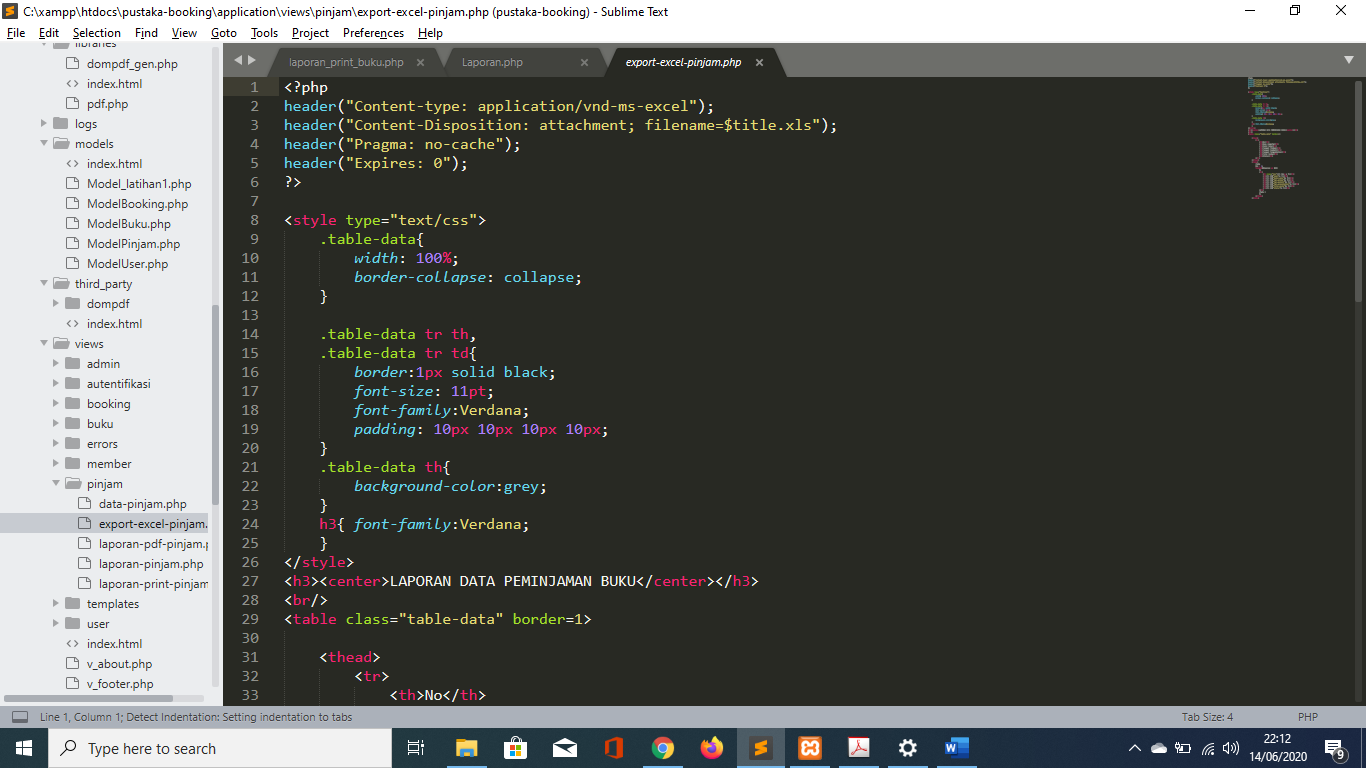 C:\xampp\htdocs\pustaka-booking\application\views\pinjam\export-excel-pinjam.php (pustaka-booking) - Sublime Text
File Edit Selection Find View Goto Tools Project Preferences Help
libraries
dompdf_gen.php
index.html
pdf.php
logs
models
index.html
Model_latihan1.php
ModelBooking.php
ModelBuku.php
ModelPinjam.php
ModelUser.php
third_party
dompdf
index.html
views
admin
autentifikasi
booking
buku
errors
member
pinjam
data-pinjam.php
export-excel-pinjam.
laporan-pdf-pinjam.p
laporan-pinjam.php
laporan-print-pinjam
templates
user
index.html
v_about.php
v_footer.php
laporan_print_buku.php Laporan.php export-excel-pinjam.php
1 <?php
2 header("Content-type: application/vnd-ms-excel");
3 header("Content-Disposition: attachment; filename=$title.xls");
4 header("Pragma: no-cache");
5 header("Expires: 0");
6 ?>
7
8 <style type="text/css">
9 .table-data{
10 width: 100%;
11 border-collapse: collapse;
12 }
13
14 .table-data tr th,
15 .table-data tr td{
16 border:1px solid black;
17 font-size: 11pt;
18 font-family:Verdana;
19 padding: 10px 10px 10px 10px;
20 }
21 .table-data th{
22 background-color:grey;
23 }
24 h3{ font-family:Verdana;
25 }
26 </style>
27 <h3><center>LAPORAN DATA PEMINJAMAN BUKU</center></h3>
28 <br/>
29 <table class="table-data" border=1>
30
31 <thead>
32 <tr>
33 <th>No</th>
Line 1, Column 1; Detect Indentation: Setting indentation to tabs Tab Size: 4 PHP
Type here to search
22:12
14/06/2020
9